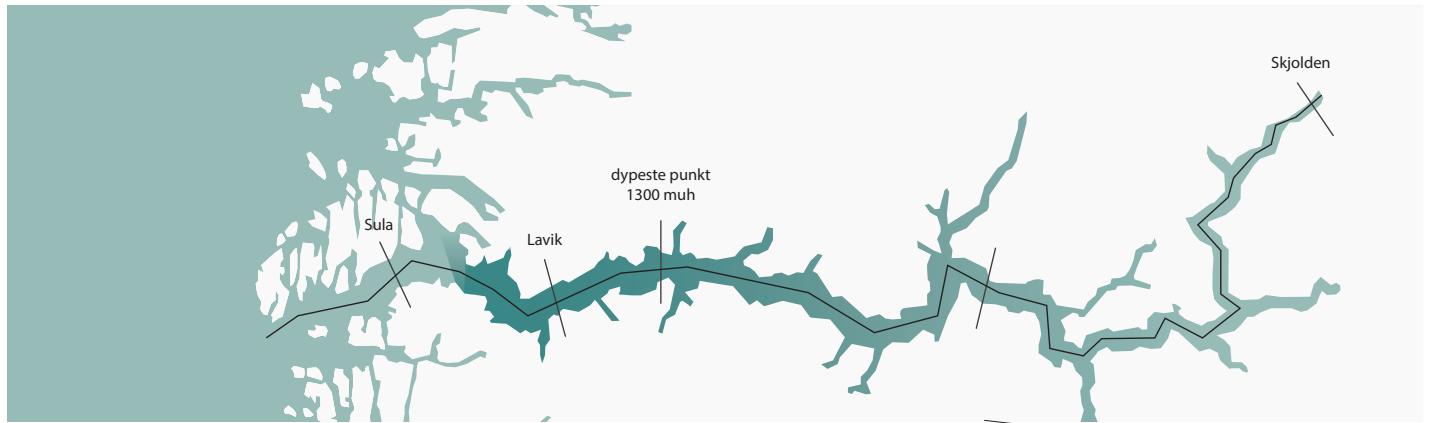 Skjolden
dypeste punkt
1300 muh
Sula
Lavik